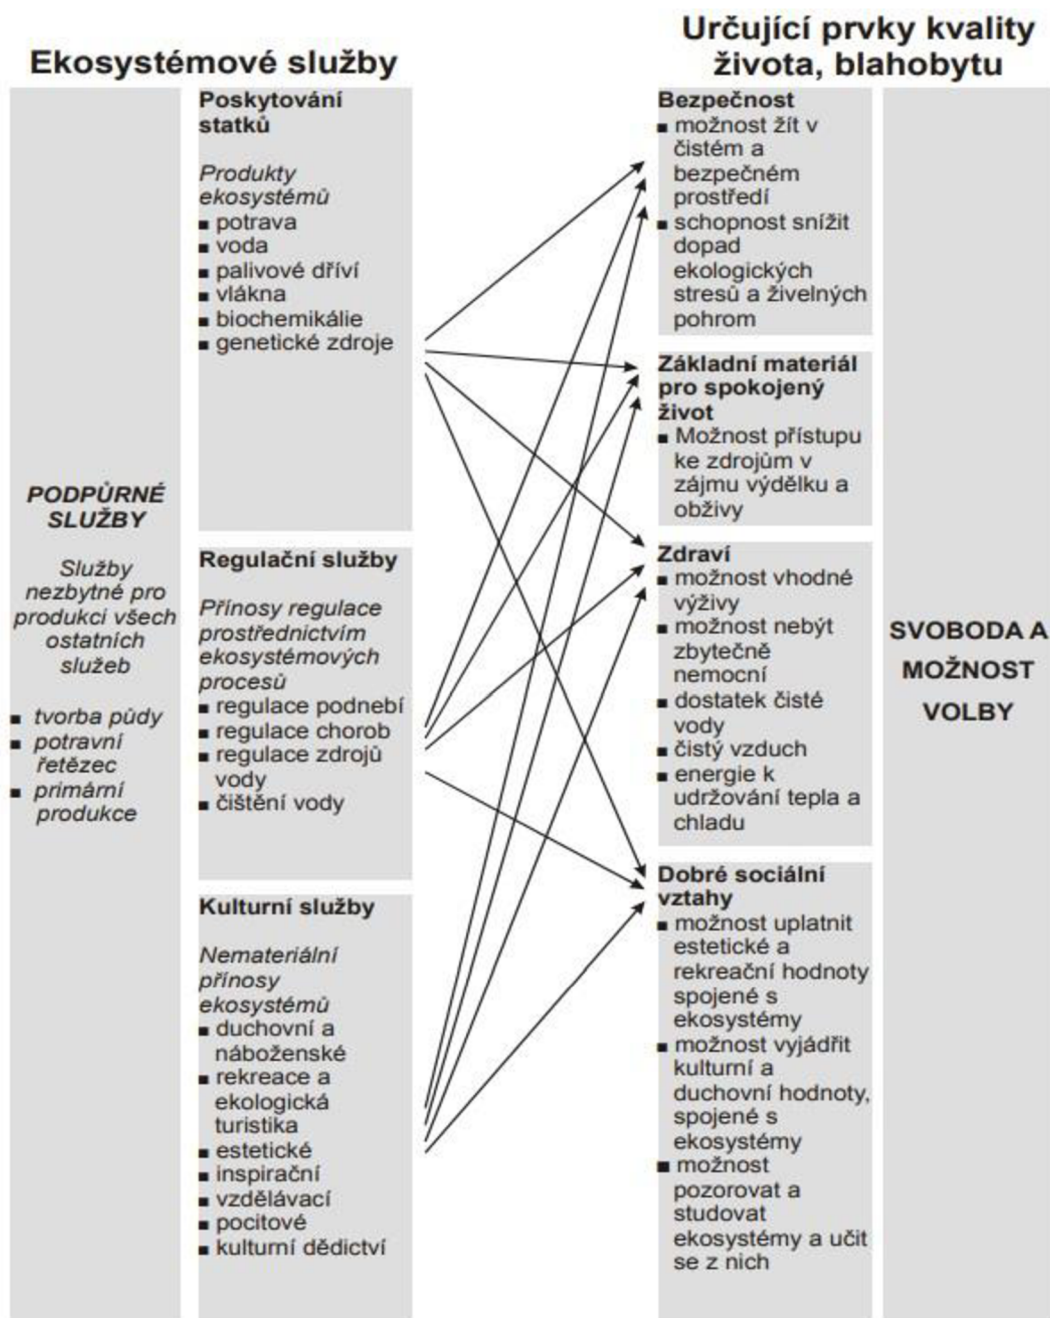 Ekosystémové služby
PODPŮRNÉ
SLUŽBY
Služby
nezbytné pro
produkci všech
ostatních
služeb
■ tvorba půdy
■ potravní
řetězec
■ primární
produkce
Poskytování
statků
Produkty
ekosystémů
■ potrava
■ voda
■ palivové dříví
■ vlákna
■ biochemikálie
■ genetické zdroje
Regulační služby
Přínosy regulace
prostřednictvím
ekosystémových
procesů
■ regulace podnebí
■ regulace chorob
■ regulace zdrojů
vody
■ čištění vody
Kulturní služby
Nemateriální
přínosy
ekosystémů
■ duchovní a
náboženské
■ rekreace a
ekologická
turistika
■ estetické
■ inspirační
■ vzdělávací
■ pocitové
■ kulturní dědictví
Určující prvky kvality
života, blahobytu
Bezpečnost
■ možnost žít v
čistém a
bezpečném
prostředí
■ schopnost snížit
dopad
ekologických
stresů a živelných
pohrom
Základní materiál
pro spokojený
život
■ Možnost přístupu
ke zdrojům v
zájmu výdělku a
obživy
Zdraví
■ možnost vhodné
výživy
■ možnost nebýt
zbytečně
nemocní
■ dostatek čisté
vody
■ čistý vzduch
■ energie k
udržování tepla a
chladu
Dobré sociální
vztahy
■ možnost uplatnit
estetické a
rekreační hodnoty
spojené s
ekosystémy
■ možnost vyjádřit
kulturní a
duchovní hodnoty,
spojené s
ekosystémy
■ možnost
pozorovat a
studovat
ekosystémy a učit
se z nich
SVOBODA A
MOŽNOST
VOLBY